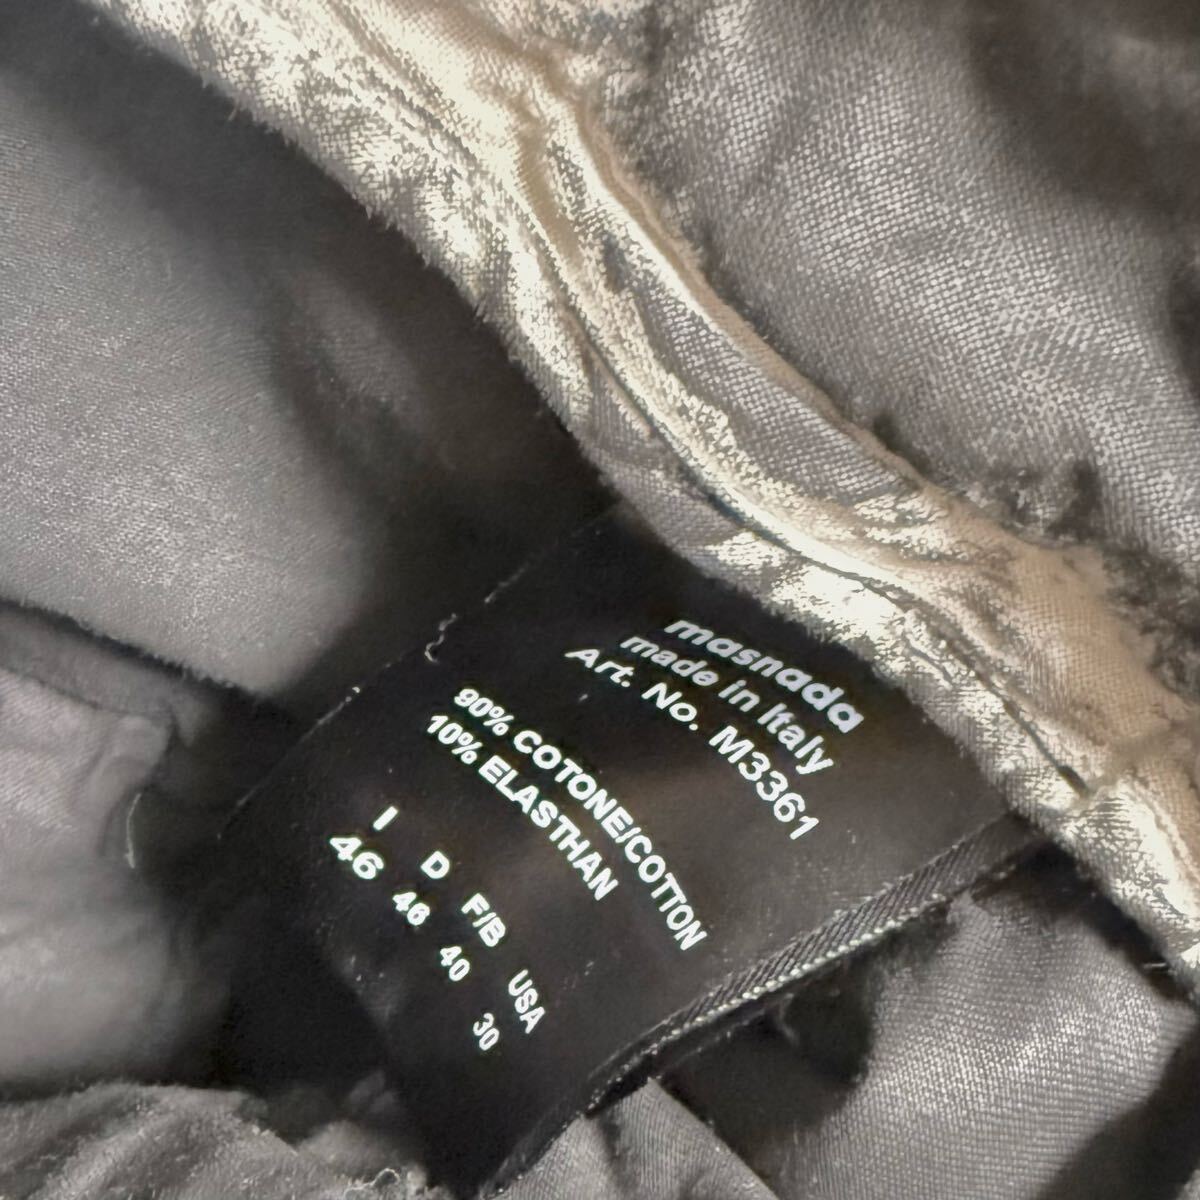 masnada
made in Italy
Art. No. M3361
90% COTONE/COTTON
10% ELASTHAN
I D F/B USA
46 46 40 30